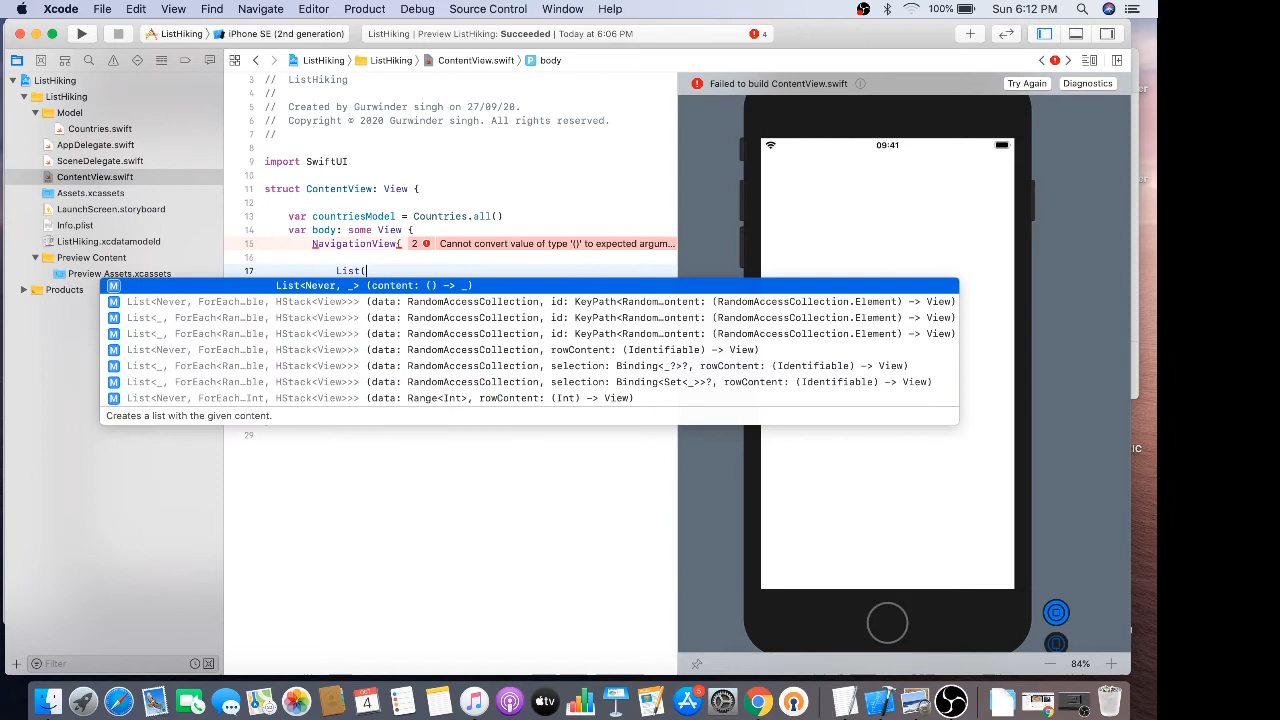 Xcode File Edit View Find Navigate Editor Product Debug Source Control Window Help 100% Sun 6:12 PM
ListHiking iPhone SE (2nd generation) ListHiking | Preview ListHiking: Succeeded | Today at 6:06 PM 4
ListHiking ListHiking ContentView.swift body
ListHiking
ListHiking
Model
Countries.swift
AppDelegate.swift
SceneDelegate.swift
ContentView.swift
Assets.xcassets
LaunchScreen.storyboard
Info.plist
ListHiking.xcdatamodeld
Preview Content
Preview Assets.xcassets
Products
Filter
3 // ListHiking
4 //
5 // Created by Gurwinder singh on 27/09/20.
6 // Copyright © 2020 Gurwinder singh. All rights reserved.
7 //
8
9 import SwiftUI
10
11 struct ContentView: View {
12
13 var countriesModel = Countries.all()
14 var body: some View {
15 NavigationView{ 2 Cannot convert value of type '()' to expected argum...
16
17 List(
List<Never, _> (content: () -> _)
List<Never, ForEach<Ran…ble, HStack<View>>> (data: RandomAccessCollection, id: KeyPath<Random…ontent: (RandomAccessCollection.Element) -> View)
List<_, ForEach<Ran…ble, HStack<View>>> (data: RandomAccessCollection, id: KeyPath<Random…ontent: (RandomAccessCollection.Element) -> View)
List<_, ForEach<Ran…ble, HStack<View>>> (data: RandomAccessCollection, id: KeyPath<Random…ontent: (RandomAccessCollection.Element) -> View)
List<Never, ForEach…ble, HStack<View>>> (data: RandomAccessCollection, rowContent: (Identifiable) -> View)
List<_, ForEach<Ran…ble, HStack<View>>> (data: RandomAccessCollection, selection: Binding<_?>?, rowContent: (Identifiable) -> View)
List<_, ForEach<Ran…ble, HStack<View>>> (data: RandomAccessCollection, selection: Binding<Set<_>>?, rowContent: (Identifiable) -> View)
List<Never, ForEach…Int, HStack<View>>> (data: Range<Int>, rowContent: (Int) -> View)
Creates a list with the given content.
29
Failed to build ContentView.swift Try Again Diagnostics
09:41
84%
OCT
4
5